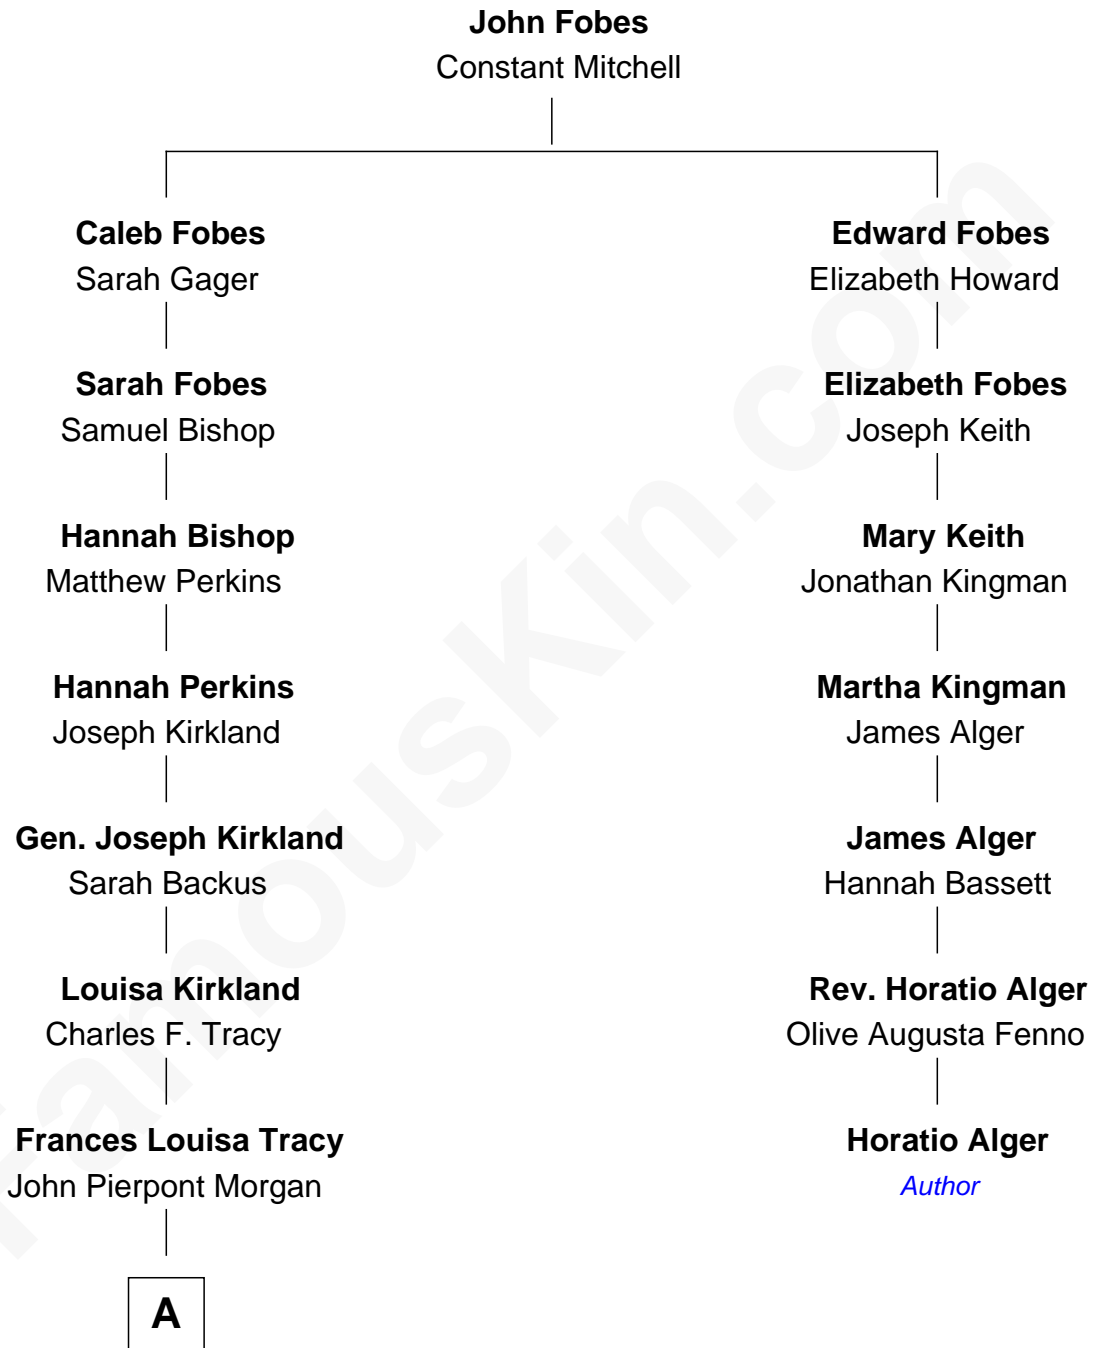 John Fobes
Constant Mitchell
Caleb Fobes
Sarah Gager
Edward Fobes
Elizabeth Howard
Sarah Fobes
Samuel Bishop
Elizabeth Fobes
Joseph Keith
Hannah Bishop
Matthew Perkins
Mary Keith
Jonathan Kingman
Hannah Perkins
Joseph Kirkland
Martha Kingman
James Alger
Gen. Joseph Kirkland
Sarah Backus
James Alger
Hannah Bassett
Louisa Kirkland
Charles F. Tracy
Rev. Horatio Alger
Olive Augusta Fenno
Frances Louisa Tracy
John Pierpont Morgan
Horatio Alger
Author
A
FamousKin.com